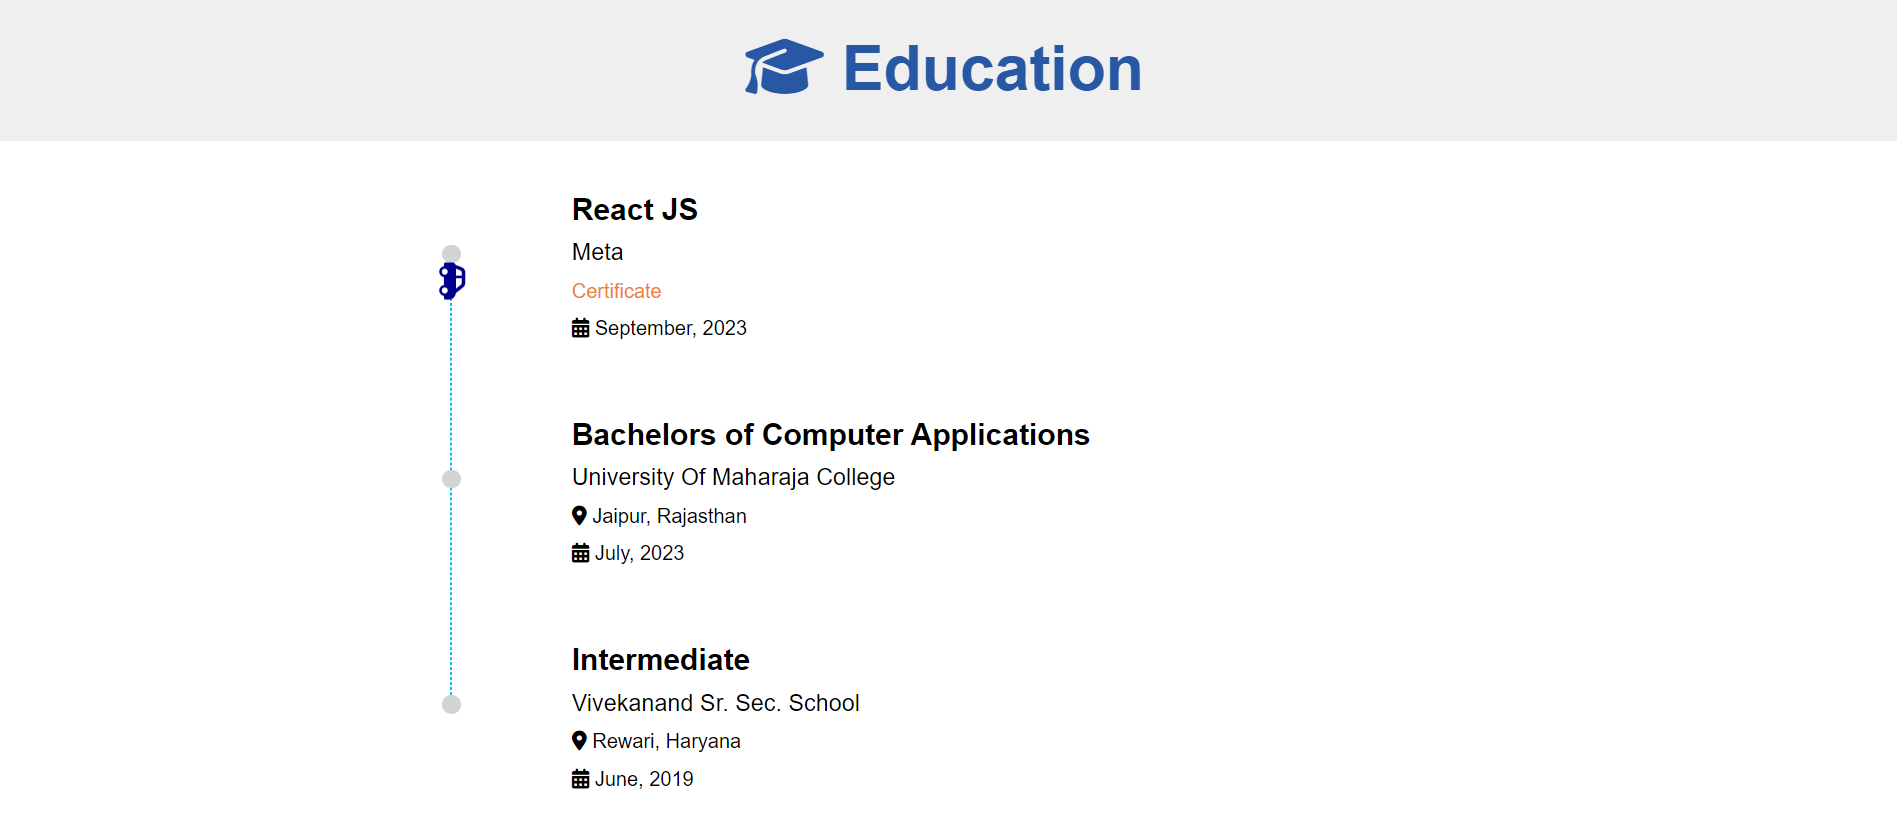 Education
React JS
Meta
Certificate
September, 2023
Bachelors of Computer Applications
University Of Maharaja College
Jaipur, Rajasthan
July, 2023
Intermediate
Vivekanand Sr. Sec. School
Rewari, Haryana
June, 2019